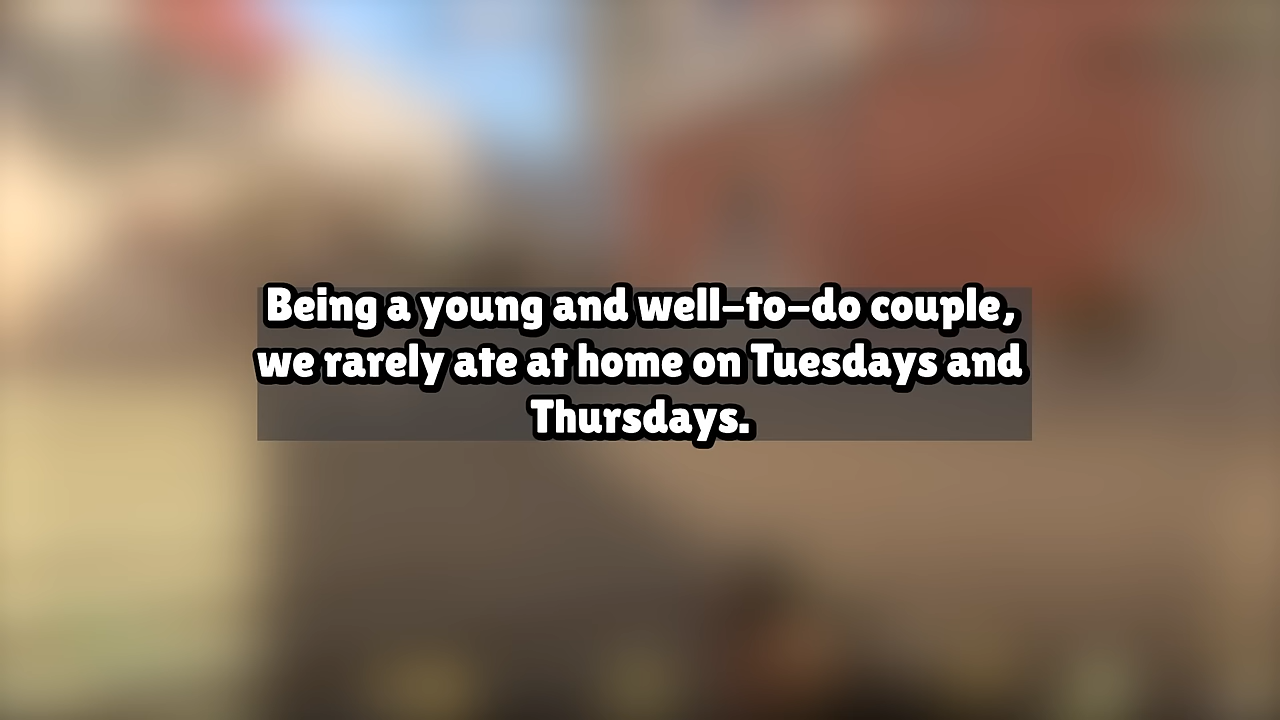 Being a young and well-to-do couple,
we rarely ate at home on Tuesdays and
Thursdays.